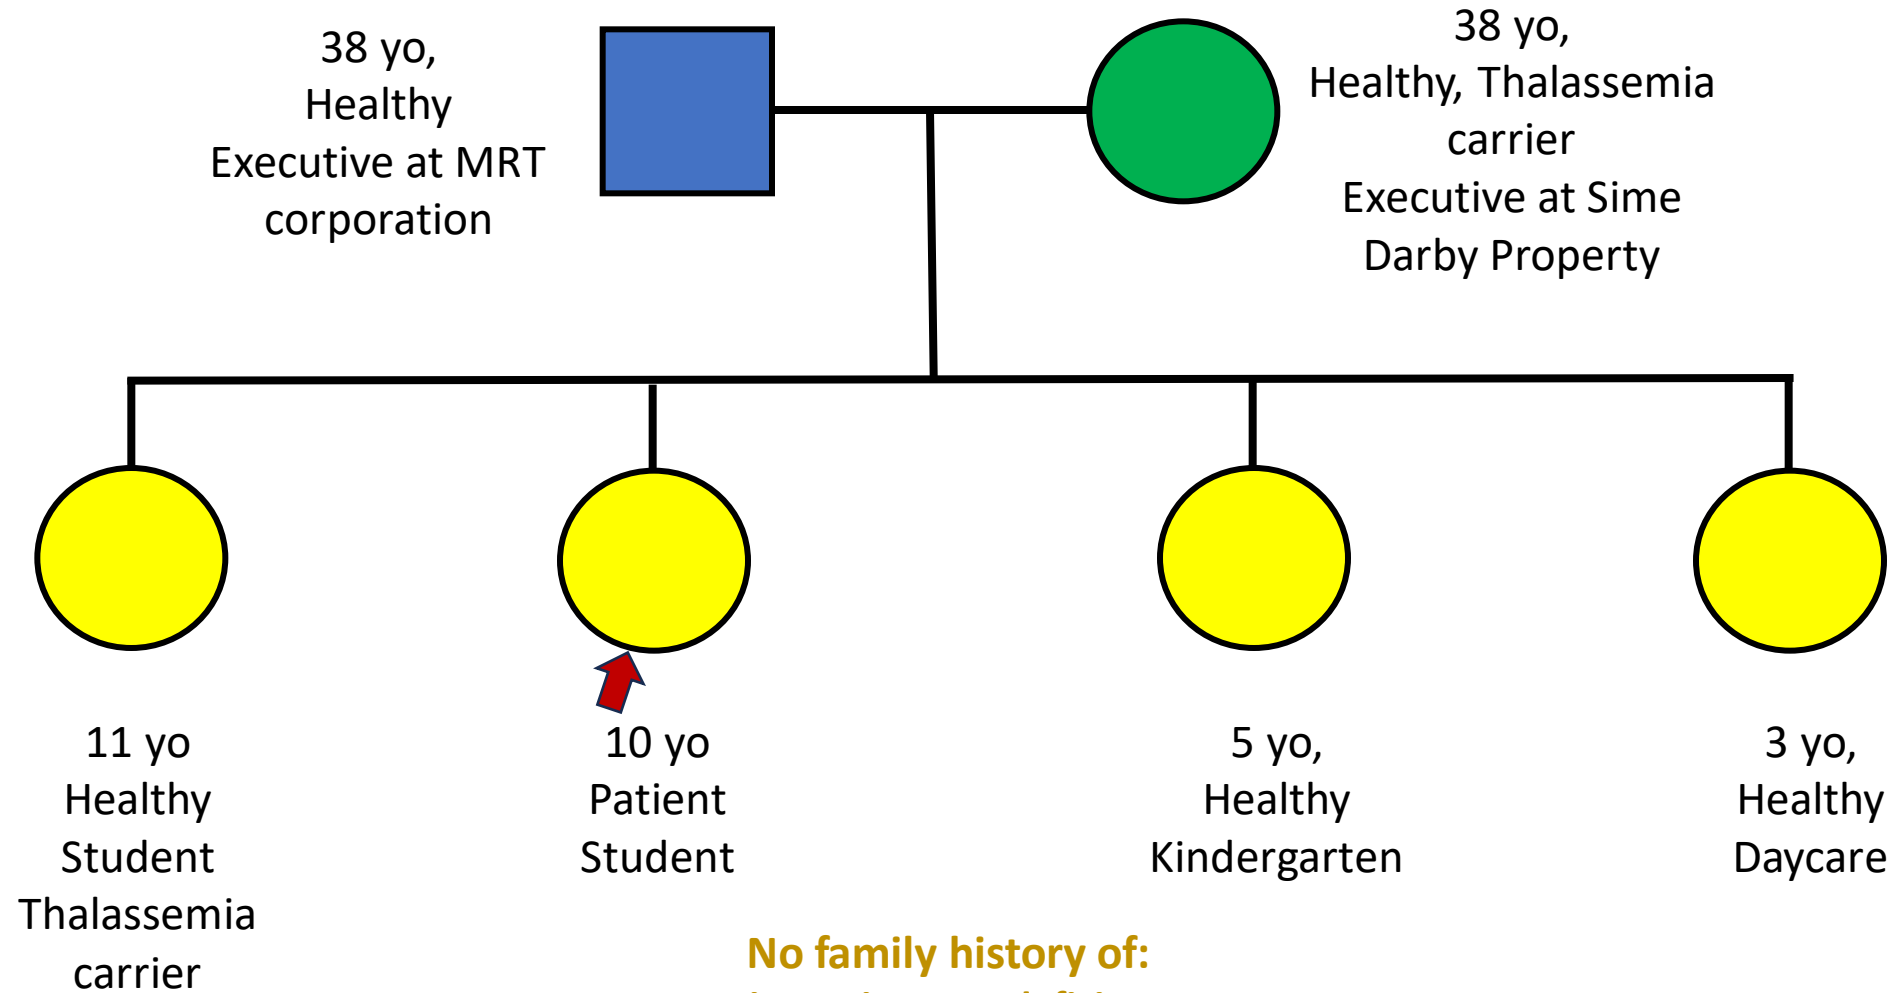 38 yo,
Healthy
Executive at MRT
corporation
38 yo,
Healthy, Thalassemia
carrier
Executive at Sime
Darby Property
11 yo
Healthy
Student
Thalassemia
carrier
10 yo
Patient
Student
5 yo,
Healthy
Kindergarten
3 yo,
Healthy
Daycare
No family history of: